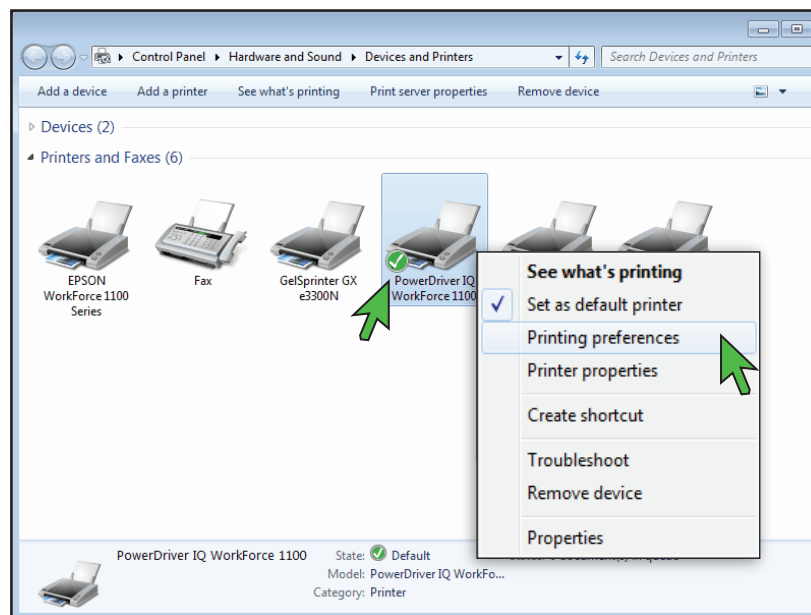 Control Panel ▸ Hardware and Sound ▸ Devices and Printers
Search Devices and Printers
Add a device Add a printer See what's printing Print server properties Remove device
Devices (2)
Printers and Faxes (6)
EPSON
WorkForce 1100
Series
Fax
GelSprinter GX
e3300N
PowerDriver IQ
WorkForce 1100
See what's printing
Set as default printer
Printing preferences
Printer properties
Create shortcut
Troubleshoot
Remove device
Properties
PowerDriver IQ WorkForce 1100
State: Default
Model: PowerDriver IQ WorkFo...
Category: Printer